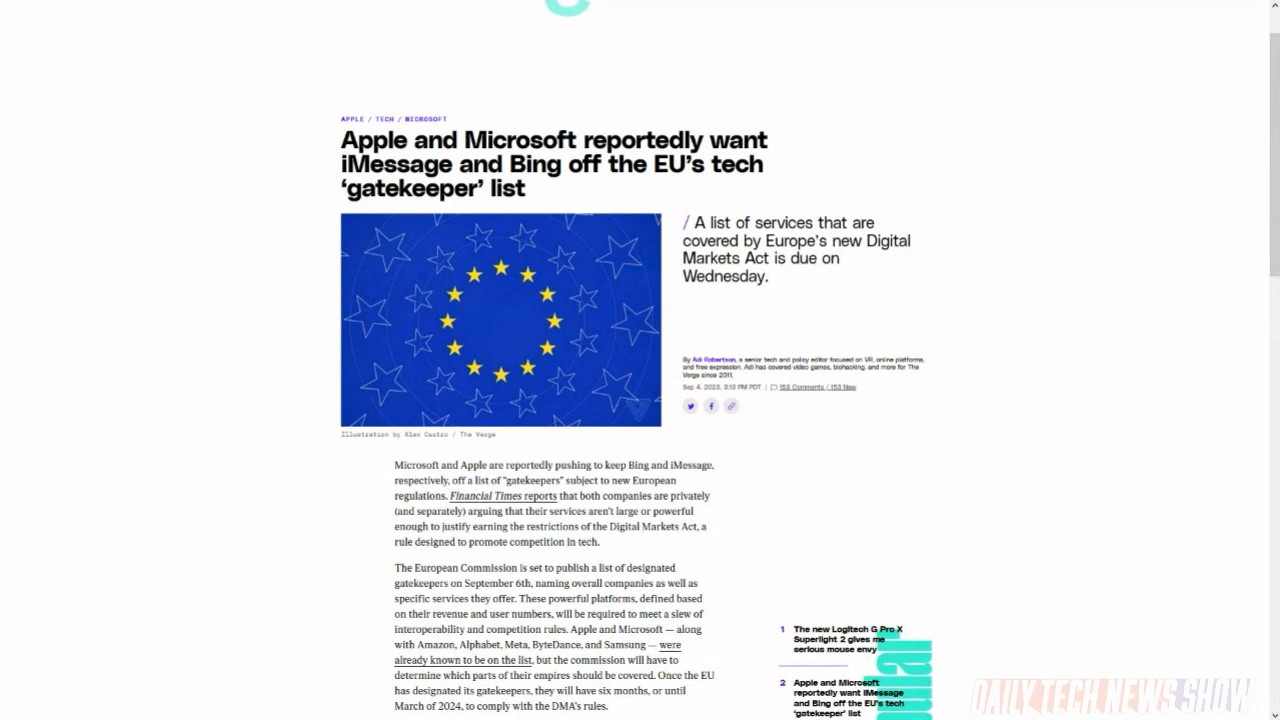 APPLE / TECH / MICROSOFT
Apple and Microsoft reportedly want
iMessage and Bing off the EU's tech
'gatekeeper' list
/ A list of services that are
covered by Europe's new Digital
Markets Act is due on
Wednesday.
By Adi Robertson, a senior tech and policy editor focused on VR, online platforms,
and free expression. Adi has covered video games, biohacking, and more for The
Verge since 2011.
Sep 4, 2023, 3:13 PM PDT | 153 Comments / 153 New
Illustration by Alex Castro / The Verge
Microsoft and Apple are reportedly pushing to keep Bing and iMessage,
respectively, off a list of "gatekeepers" subject to new European
regulations. Financial Times reports that both companies are privately
(and separately) arguing that their services aren't large or powerful
enough to justify earning the restrictions of the Digital Markets Act, a
rule designed to promote competition in tech.
The European Commission is set to publish a list of designated
gatekeepers on September 6th, naming overall companies as well as
specific services they offer. These powerful platforms, defined based
on their revenue and user numbers, will be required to meet a slew of
interoperability and competition rules. Apple and Microsoft — along
with Amazon, Alphabet, Meta, ByteDance, and Samsung — were
already known to be on the list, but the commission will have to
determine which parts of their empires should be covered. Once the EU
has designated its gatekeepers, they will have six months, or until
March of 2024, to comply with the DMA's rules.
1 The new Logitech G Pro X
Superlight 2 gives me
serious mouse envy
2 Apple and Microsoft
reportedly want iMessage
and Bing off the EU's tech
'gatekeeper' list
DAILY TECH NEWS SHOW